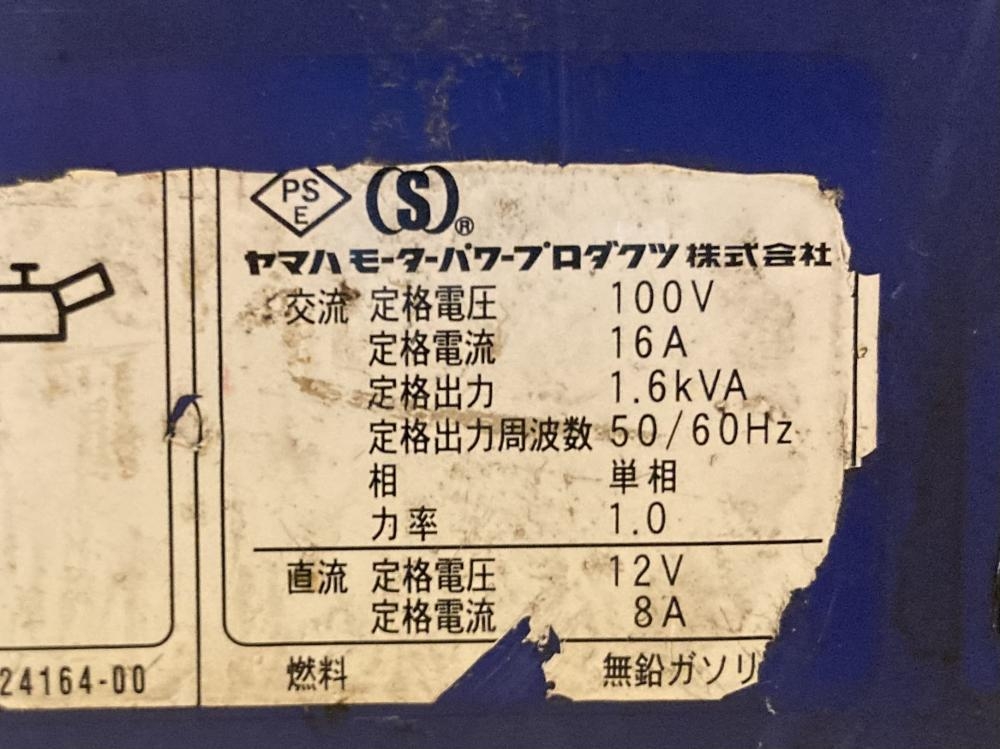 PS
E
(S)®
ヤマハモーターパワープロダクツ株式会社
交流 定格電圧 100V
定格電流 16A
定格出力 1.6kVA
定格出力周波数 50/60Hz
相 単相
力率 1.0
直流 定格電圧 12V
定格電流 8A
燃料 無鉛ガソリ
24164-00